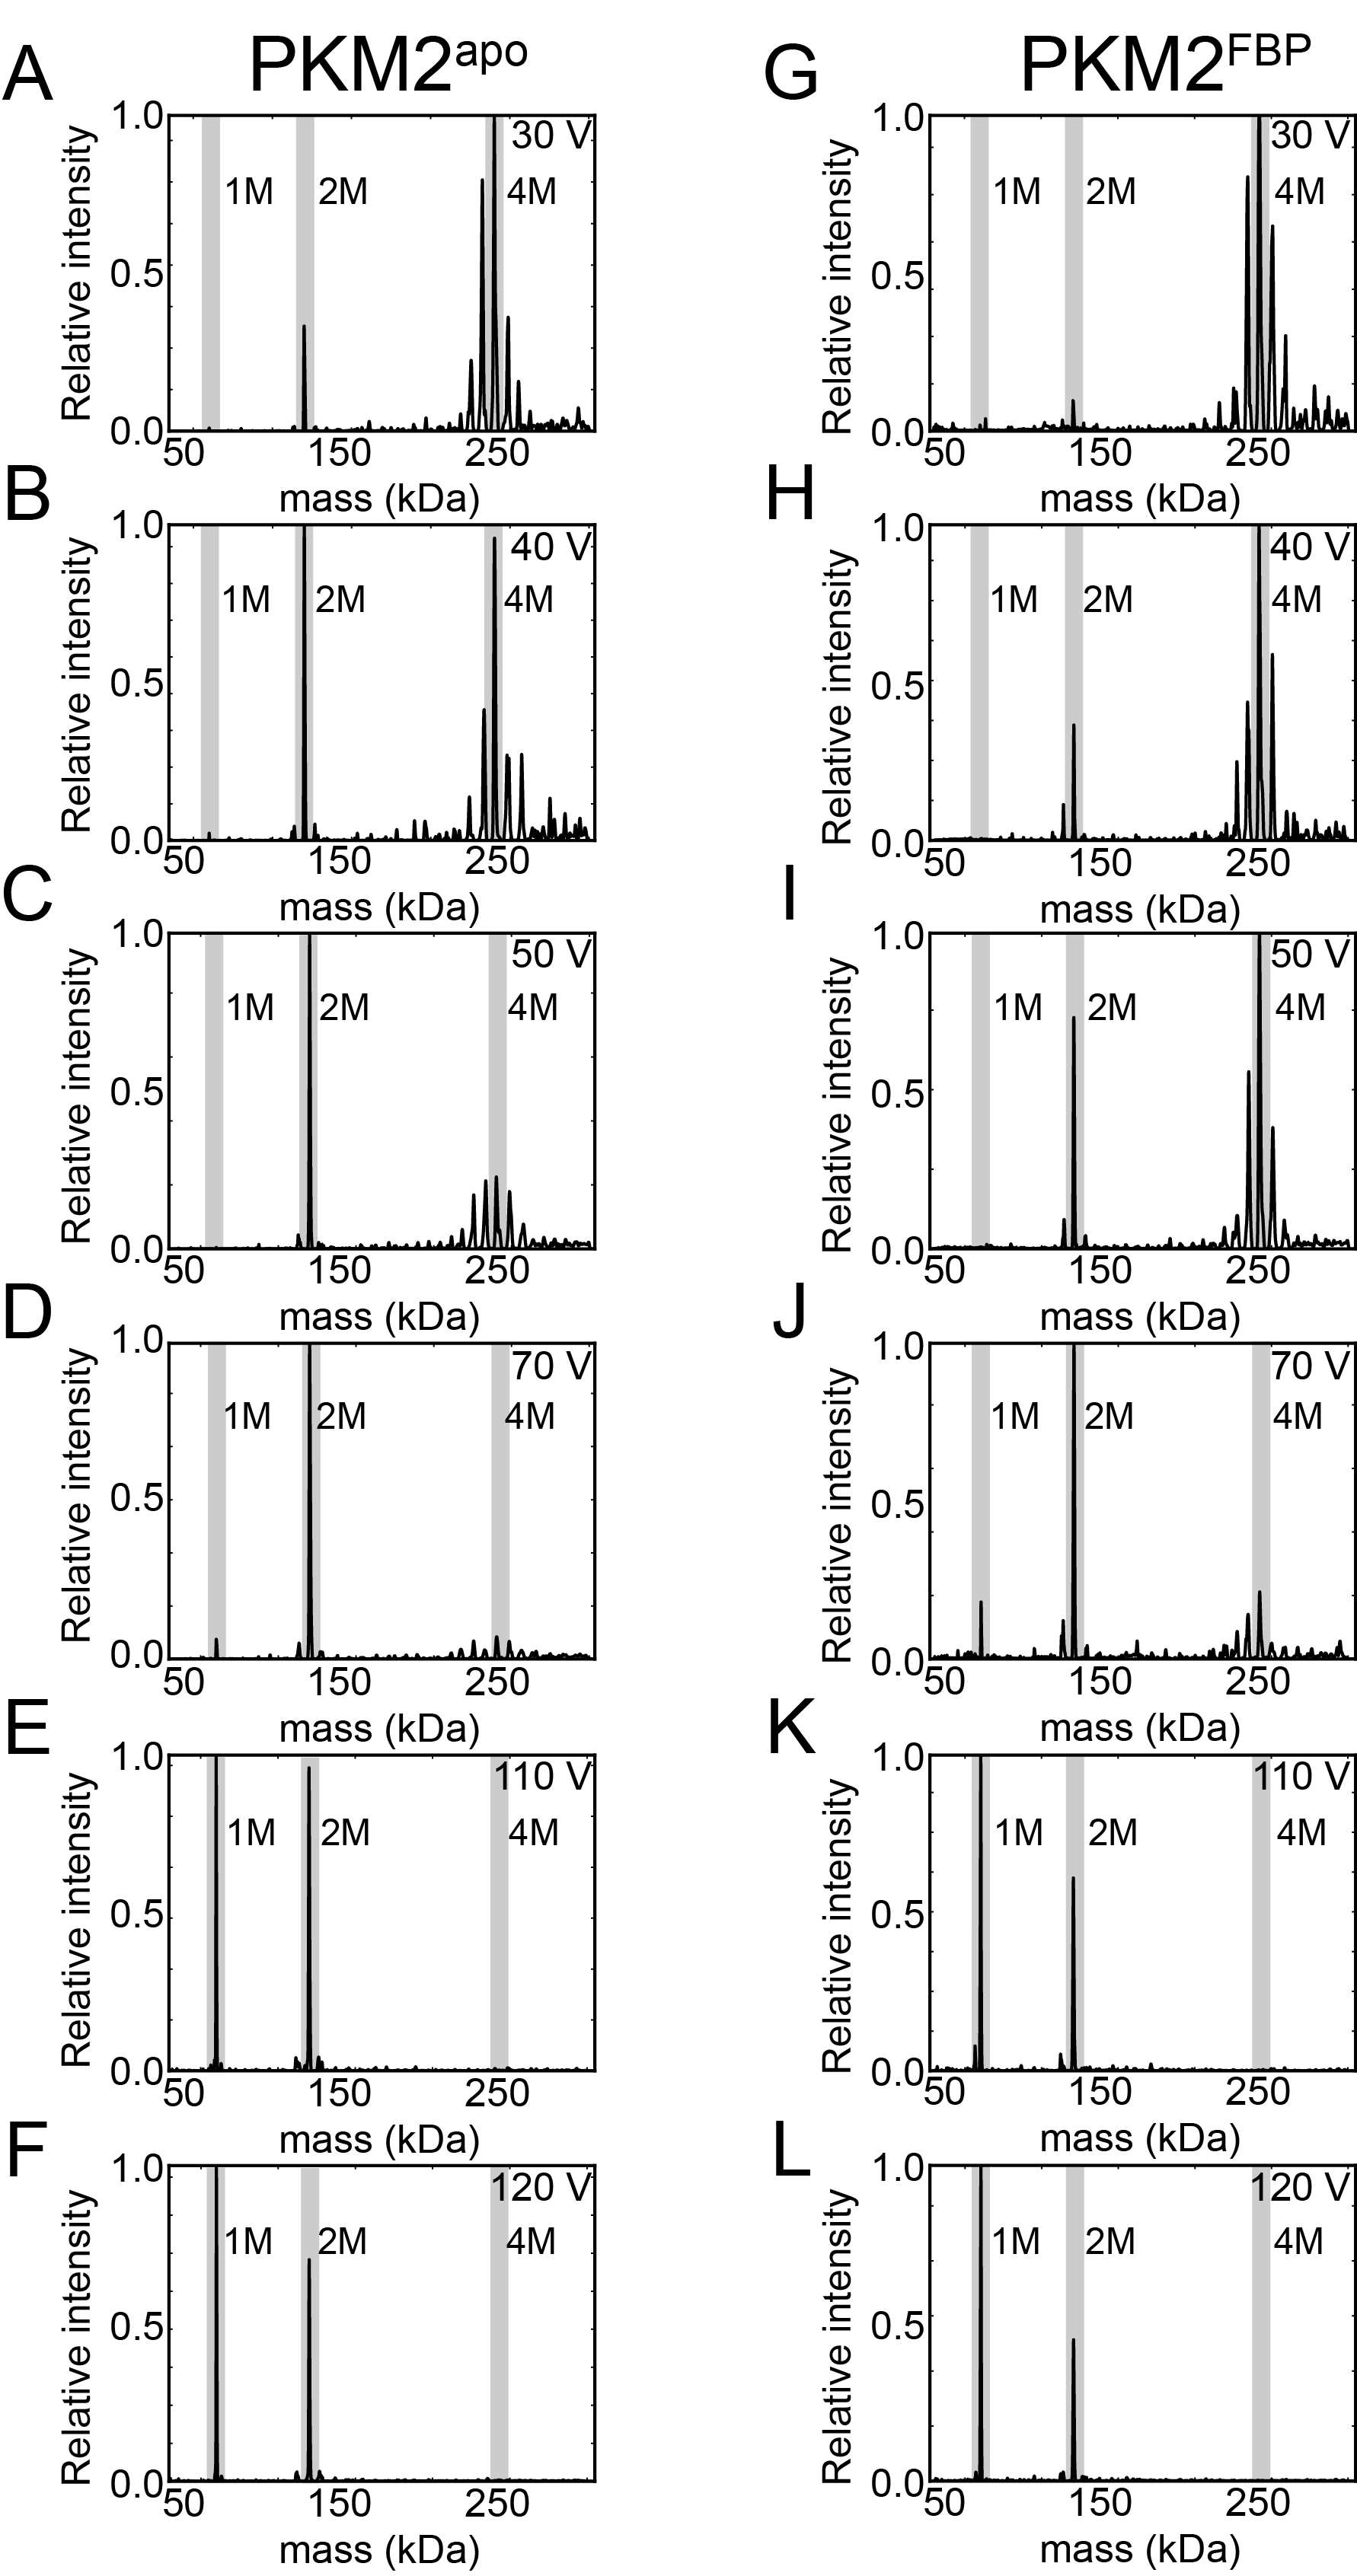 A PKM2apo G PKM2FBP
1.0 30 V 1.0 30 V
1M 2M 4M 1M 2M 4M
Relative intensity Relative intensity
0.5 0.5
0.0 0.0
50 150 250 50 150 250
mass (kDa) mass (kDa)
B H
1.0 40 V 1.0 40 V
1M 2M 4M 1M 2M 4M
Relative intensity Relative intensity
0.5 0.5
0.0 0.0
50 150 250 50 150 250
mass (kDa) mass (kDa)
C I
1.0 50 V 1.0 50 V
1M 2M 4M 1M 2M 4M
Relative intensity Relative intensity
0.5 0.5
0.0 0.0
50 150 250 50 150 250
mass (kDa) mass (kDa)
D J
1.0 70 V 1.0 70 V
1M 2M 4M 1M 2M 4M
Relative intensity Relative intensity
0.5 0.5
0.0 0.0
50 150 250 50 150 250
mass (kDa) mass (kDa)
E K
1.0 110 V 1.0 110 V
1M 2M 4M 1M 2M 4M
Relative intensity Relative intensity
0.5 0.5
0.0 0.0
50 150 250 50 150 250
mass (kDa) mass (kDa)
F L
1.0 120 V 1.0 120 V
1M 2M 4M 1M 2M 4M
Relative intensity Relative intensity
0.5 0.5
0.0 0.0
50 150 250 50 150 250
mass (kDa) mass (kDa)